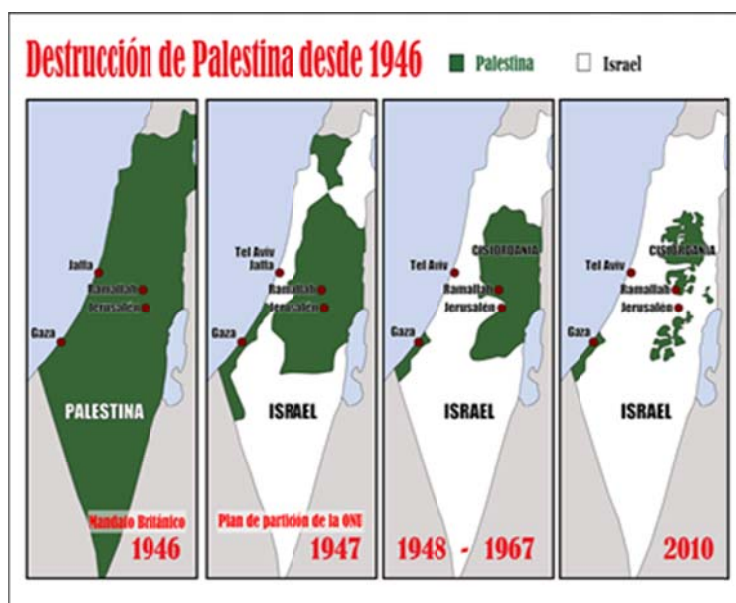 Destrucción de Palestina desde 1946
Palestina
Israel
Jaffa
Ramallah
Jerusalén
Gaza
PALESTINA
Mandato Británico
1946
Tel Aviv
Jaffa
Ramallah
Jerusalén
Gaza
ISRAEL
Plan de partición de la ONU
1947
CISJORDANIA
Tel Aviv
Ramallah
Jerusalén
Gaza
ISRAEL
1948 - 1967
CISJORDANIA
Tel Aviv
Ramallah
Jerusalén
Gaza
ISRAEL
2010